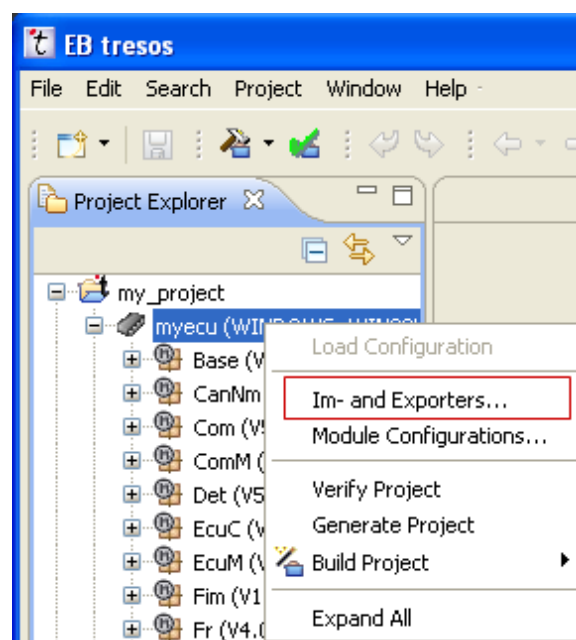 EB tresos
File Edit Search Project Window Help
Project Explorer
my_project
myecu
Load Configuration
Base
Im- and Exporters...
CanNm
Module Configurations...
Com
ComM
Verify Project
Det (V5
Generate Project
EcuC
Build Project
EcuM
Fim (V1
Expand All
Fr (V4.